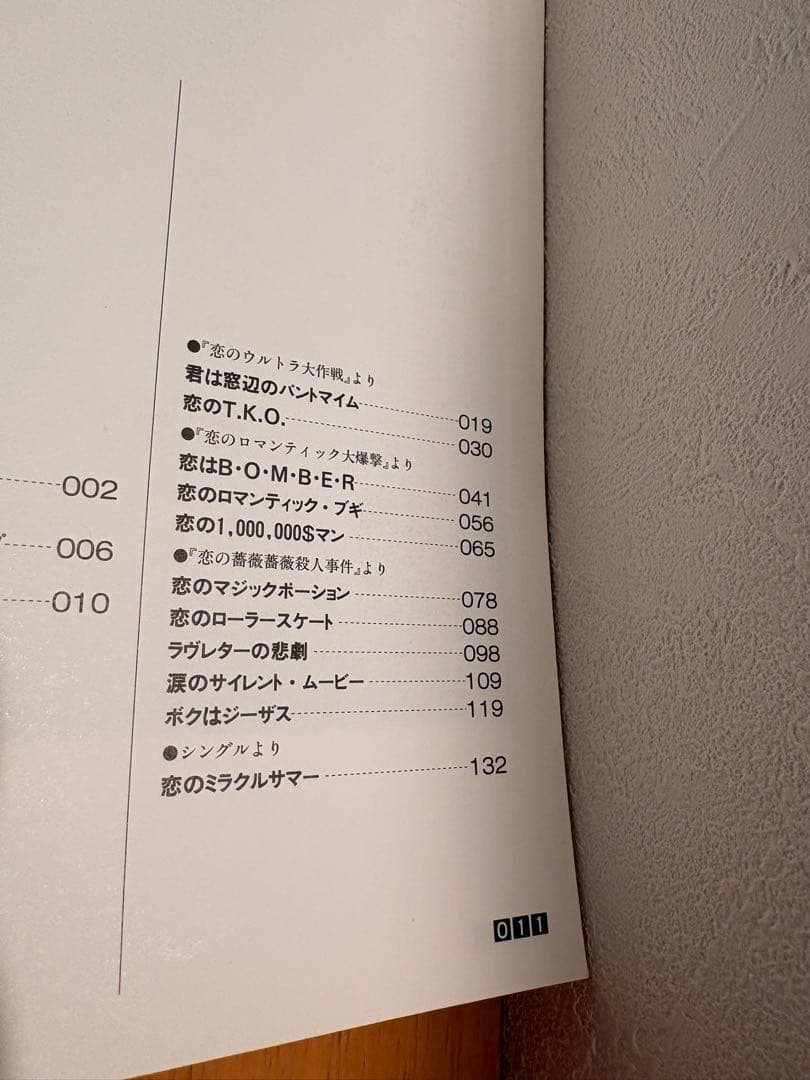 002
グ 006
010
●『恋のウルトラ大作戦』より
君は窓辺のパントマイム 019
恋のT.K.O. 030
●『恋のロマンティック大爆撃』より
恋はB・O・M・B・E・R 041
恋のロマンティック・ブギ 056
恋の1,000,000$マン 065
●『恋の薔薇薔薇殺人事件』より
恋のマジックポーション 078
恋のローラースケート 088
ラヴレターの悲劇 098
涙のサイレント・ムービー 109
ボクはジーザス 119
●シングルより
恋のミラクルサマー 132
011